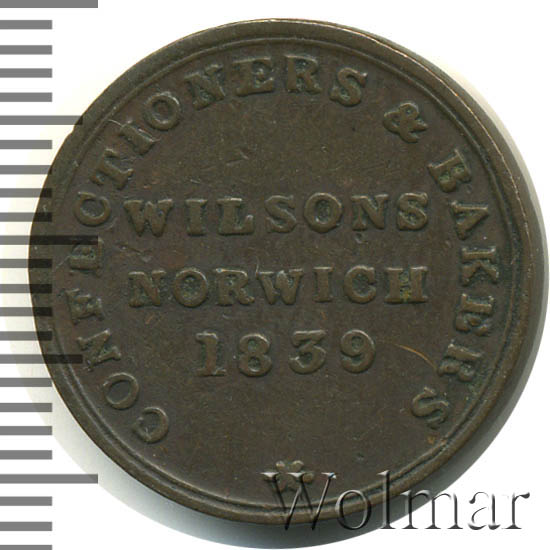 CONFECTIONERS & BAKERS
WILSONS
NORWICH
1839
Wolmar